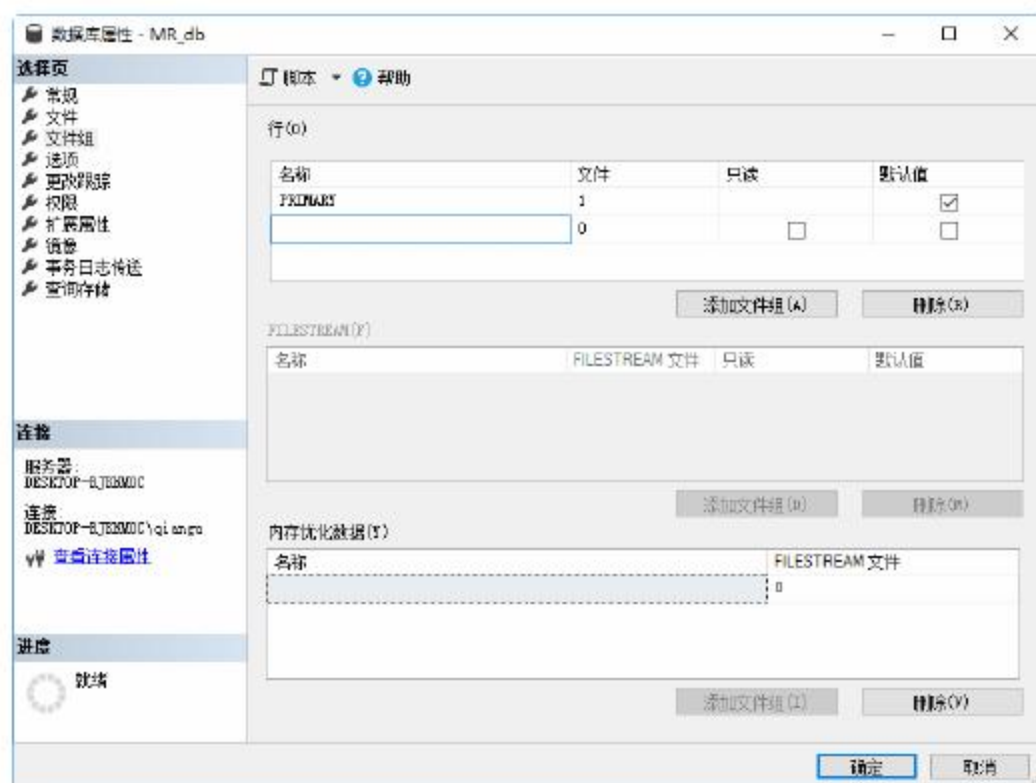 数据库属性 - MR_db
选择页
常规
文件
文件组
选项
更改跟踪
权限
扩展属性
镜像
事务日志传送
查询存储
连接
服务器:
连接:
查看连接属性
进度
就绪
脚本 帮助
行(O)
名称 文件 只读 默认值
PRIMARY 1
0
添加文件组(A) 删除(R)
FILESTREAM(F)
名称 FILESTREAM 文件 只读 默认值
添加文件组(D) 删除(M)
内存优化数据(Y)
名称 FILESTREAM 文件
0
添加文件组(I) 删除(V)
确定 取消